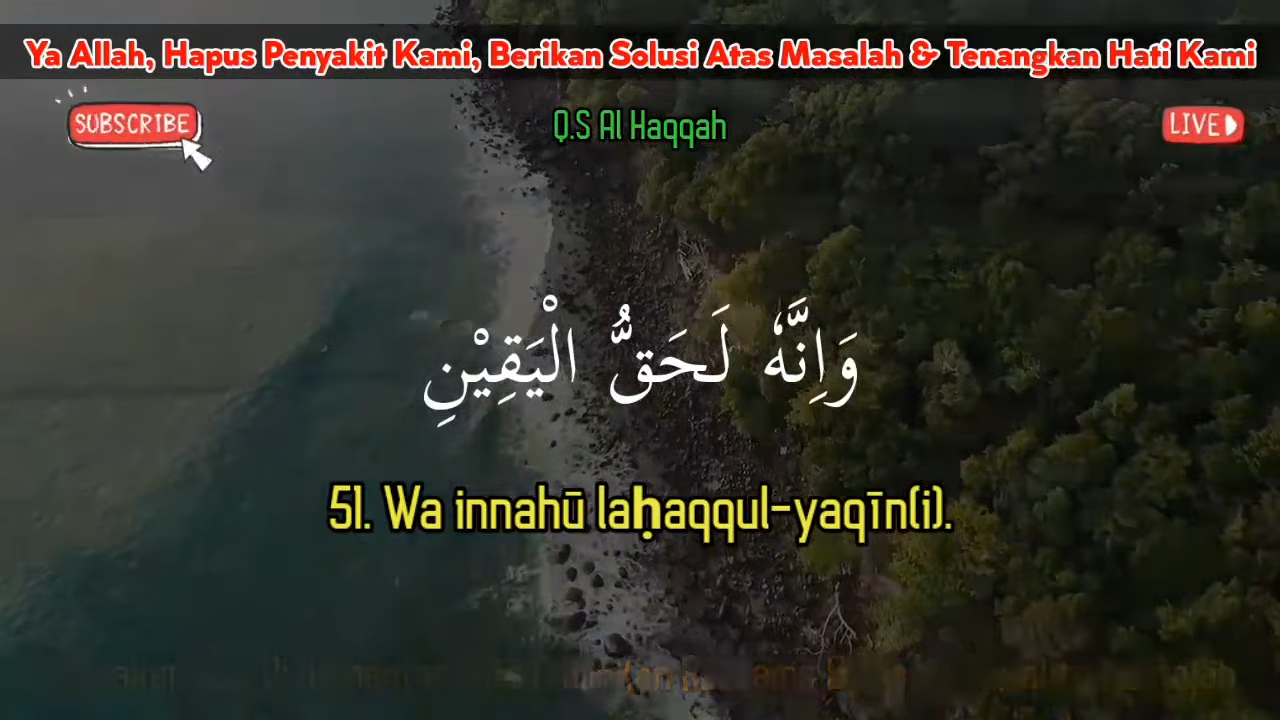 Ya Allah, Hapus Penyakit Kami, Berikan Solusi Atas Masalah & Tenangkan Hati Kami
SUBSCRIBE
Q.S Al Haqqah
LIVE
وَاِنَّهٗ لَحَقُّ الْيَقِيْنِ
51. Wa innahū laḥaqqul-yaqīn(i).